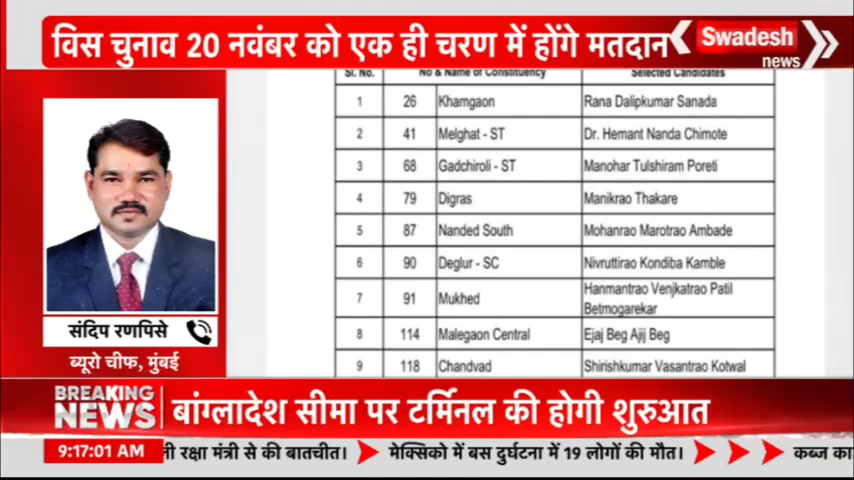 विस चुनाव 20 नवंबर को एक ही चरण में होंगे मतदान
Swadesh
news
Sl. No. No & Name of Constituency Selected Candidates
1 26 Khamgaon Rana Dalipkumar Sanada
2 41 Melghat - ST Dr. Hemant Nanda Chimote
3 68 Gadchiroli - ST Manohar Tulshiram Poreti
4 79 Digras Manikrao Thakare
5 87 Nanded South Mohanrao Marotrao Ambade
6 90 Deglur - SC Nivruttirao Kondiba Kamble
7 91 Mukhed Hanmantrao Venjkatrao Patil
Betmogarekar
8 114 Malegaon Central Ejaj Beg Ajij Beg
9 118 Chandvad Shirishkumar Vasantrao Kotwal
संदिप रणपिसे
ब्यूरो चीफ, मुंबई
BREAKING
NEWS
बांग्लादेश सीमा पर टर्मिनल की होगी शुरुआत
9:17:01 AM
रक्षा मंत्री से की बातचीत। मेक्सिको में बस दुर्घटना में 19 लोगों की मौत। कब्ज का